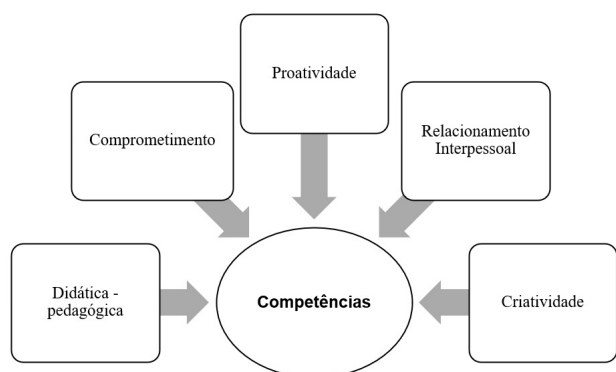 Proatividade
Comprometimento
Relacionamento
Interpessoal
Didática -
pedagógica
Competências
Criatividade